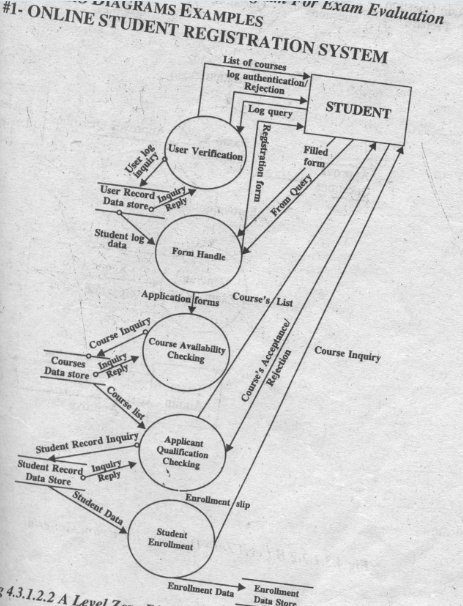 DIAGRAMS EXAMPLES
For Exam Evaluation
#1- ONLINE STUDENT REGISTRATION SYSTEM
List of courses
log authentication/
Rejection
Log query
STUDENT
User Verification
User log
inquiry
User Record
Data store
Inquiry
Reply
Registration form
Filled
form
From Query
Student log
data
Form Handle
Application forms
Course's List
Course Inquiry
Course Availability
Checking
Courses
Data store
Inquiry
Reply
Course's Acceptance/
Rejection
Course Inquiry
Course list
Student Record Inquiry
Applicant
Qualification
Checking
Student Record
Data Store
Inquiry
Reply
Enrollment slip
Student Data
Student
Enrollment
Enrollment Data
Enrollment
Data Store
4.3.1.2.2 A Level